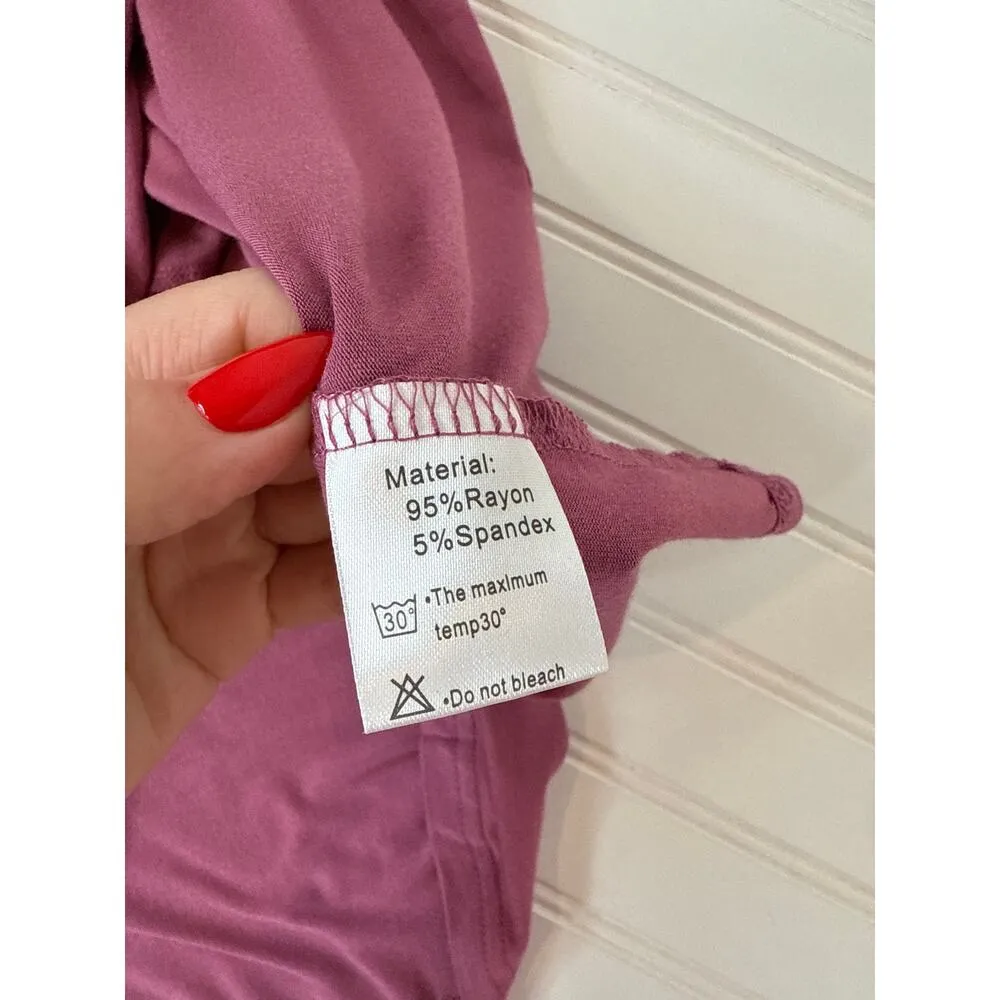 Material:
95%Rayon
5%Spandex
30°
•The maxlmum
temp30°
•Do not bleach